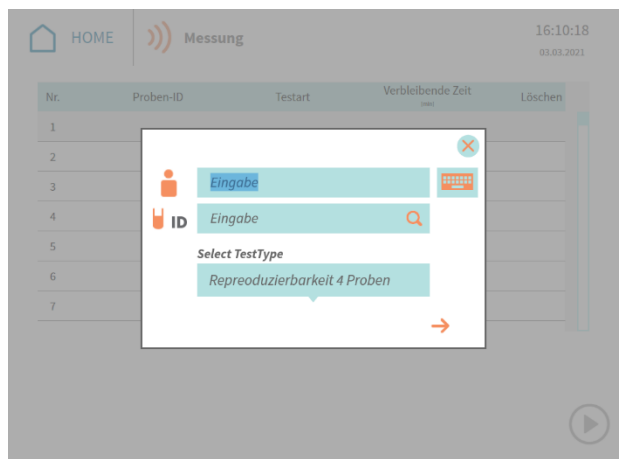 HOME Messung 16:10:18
03.03.2021
Nr. Proben-ID Testart Verbleibende Zeit Löschen
1
2
3
4
5
6
7
Eingabe
ID Eingabe
Select TestType
Repreoduzierbarkeit 4 Proben